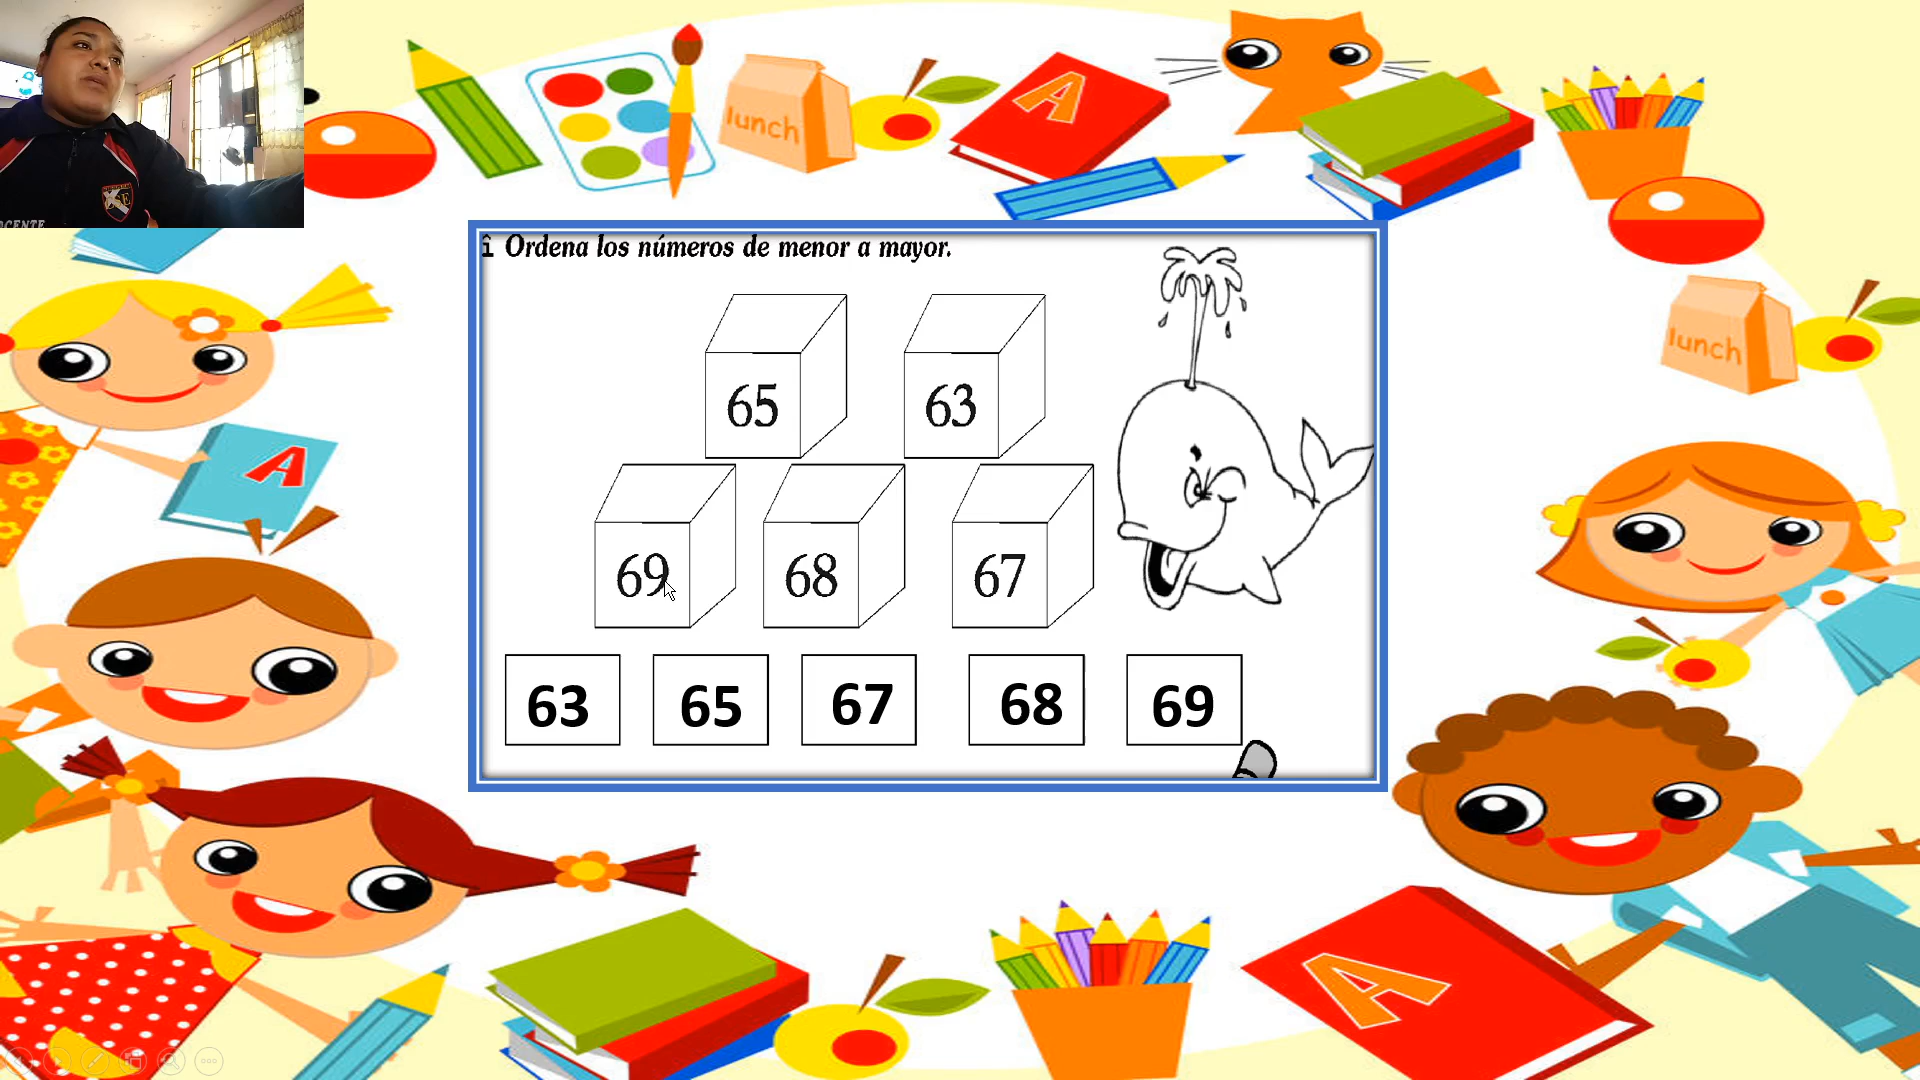 lunch
A
î Ordena los números de menor a mayor.
65 63
69 68 67
63 65 67 68 69
lunch
A
A